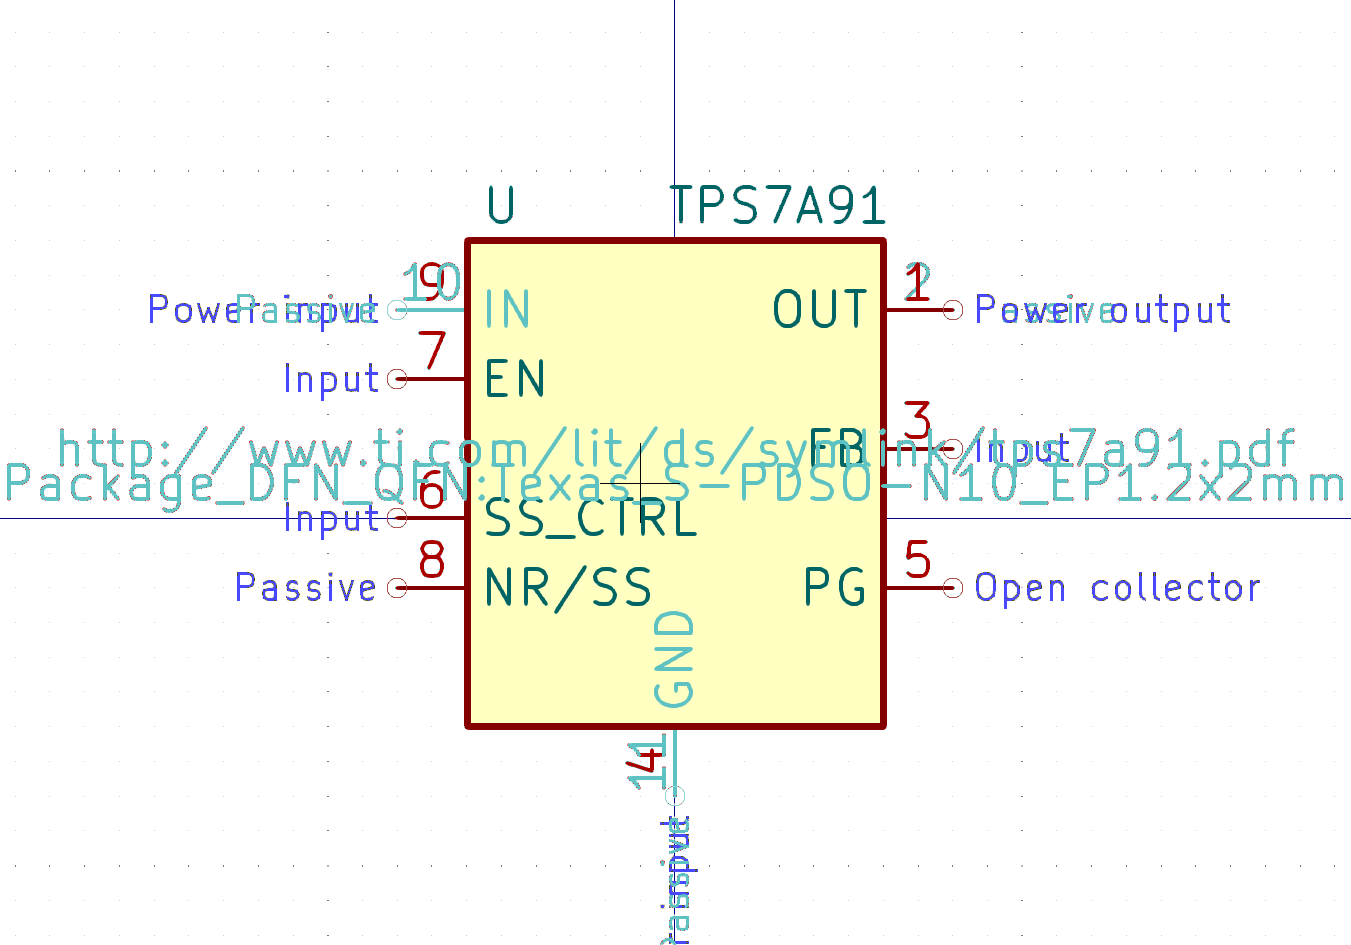 U TPS7A91
9 10 1 2
Power input Passive IN OUT Power output
7
Input EN
3
FB Input
http://www.ti.com/lit/ds/symlink/tps7a91.pdf
Package_DFN_QFN:Texas_S-PDSO-N10_EP1.2x2mm
6
Input SS_CTRL
8 5
Passive NR/SS PG Open collector
GND
4 11
input